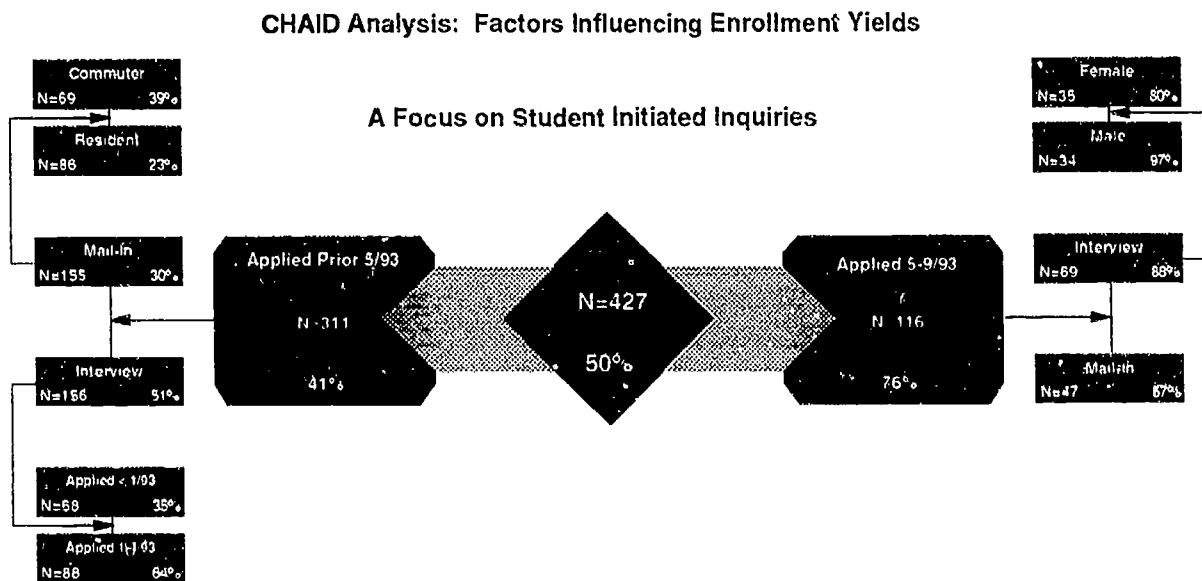 CHAID Analysis: Factors Influencing Enrollment Yields
A Focus on Student Initiated Inquiries
Commuter
N=69 39%
Resident
N=86 23%
Mail-In
N=155 30%
Interview
N=156 51%
Applied < 1/93
N=68 35%
Applied
N=88 64%
Applied Prior 5/93
N=311
41%
N=427
50%
Applied 5-9/93
N=116
76%
Female
N=35 80%
Male
N=34 97%
Interview
N=69 88%
Mail-In
N=47 57%